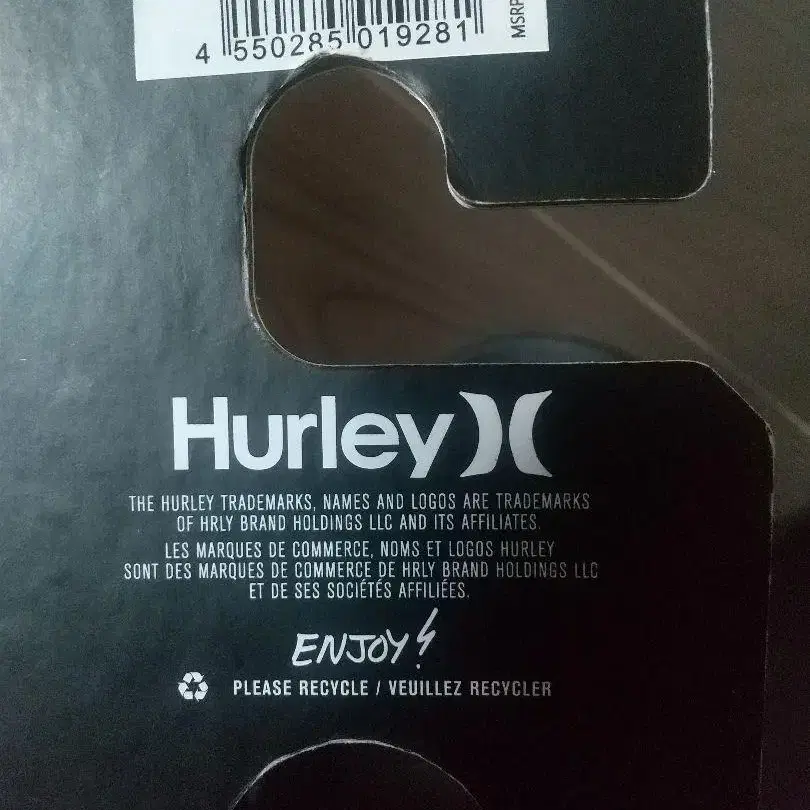 4 550285 019281
MSRP
Hurley
THE HURLEY TRADEMARKS, NAMES AND LOGOS ARE TRADEMARKS
OF HRLY BRAND HOLDINGS LLC AND ITS AFFILIATES.
LES MARQUES DE COMMERCE, NOMS ET LOGOS HURLEY
SONT DES MARQUES DE COMMERCE DE HRLY BRAND HOLDINGS LLC
ET DE SES SOCIÉTÉS AFFILIÉES.
ENJOY!
PLEASE RECYCLE / VEUILLEZ RECYCLER